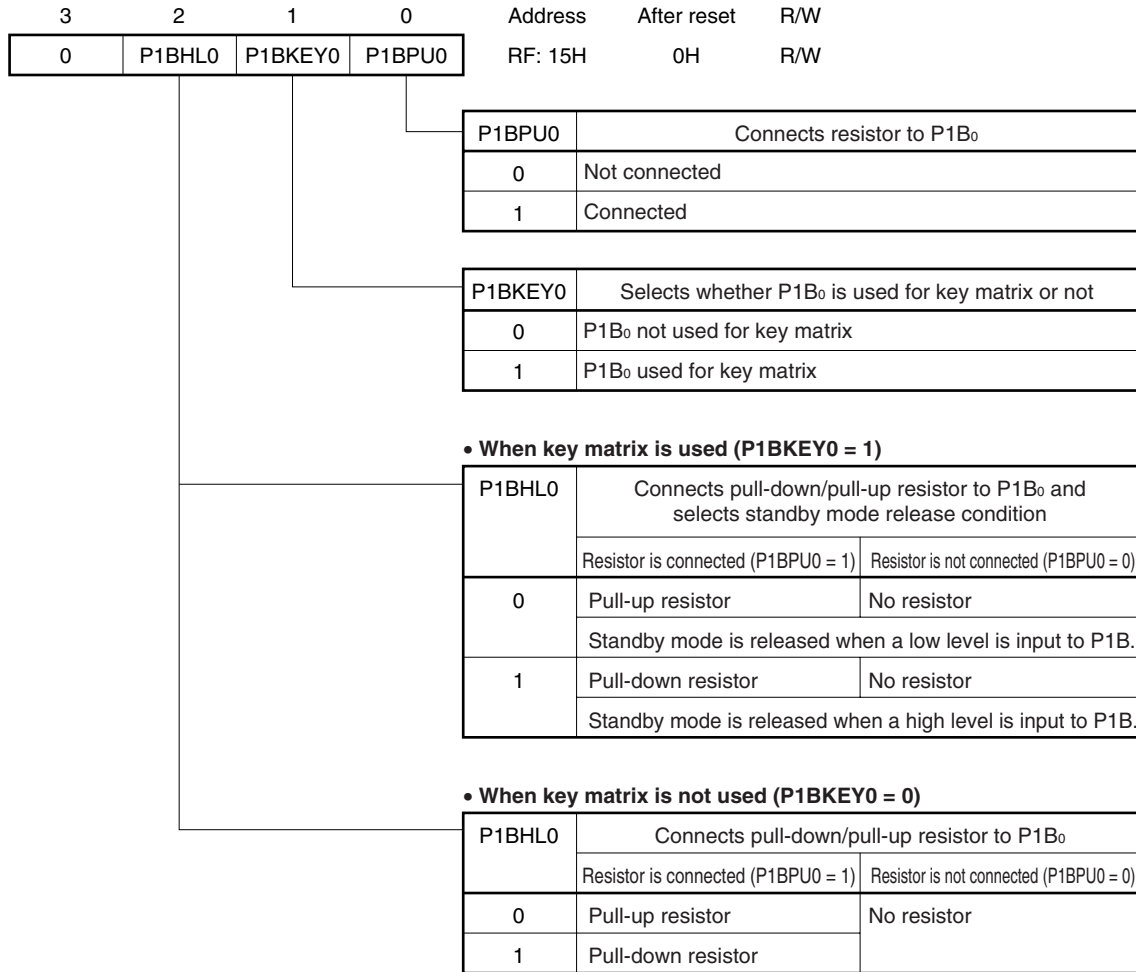 3 2 1 0 Address After reset R/W
0 P1BHL0 P1BKEY0 P1BPU0 RF: 15H 0H R/W
P1BPU0 Connects resistor to P1B₀
0 Not connected
1 Connected
P1BKEY0 Selects whether P1B₀ is used for key matrix or not
0 P1B₀ not used for key matrix
1 P1B₀ used for key matrix
• When key matrix is used (P1BKEY0 = 1)
P1BHL0 Connects pull-down/pull-up resistor to P1B₀ and
selects standby mode release condition
Resistor is connected (P1BPU0 = 1) Resistor is not connected (P1BPU0 = 0)
0 Pull-up resistor No resistor
Standby mode is released when a low level is input to P1B.
1 Pull-down resistor No resistor
Standby mode is released when a high level is input to P1B.
• When key matrix is not used (P1BKEY0 = 0)
P1BHL0 Connects pull-down/pull-up resistor to P1B₀
Resistor is connected (P1BPU0 = 1) Resistor is not connected (P1BPU0 = 0)
0 Pull-up resistor No resistor
1 Pull-down resistor